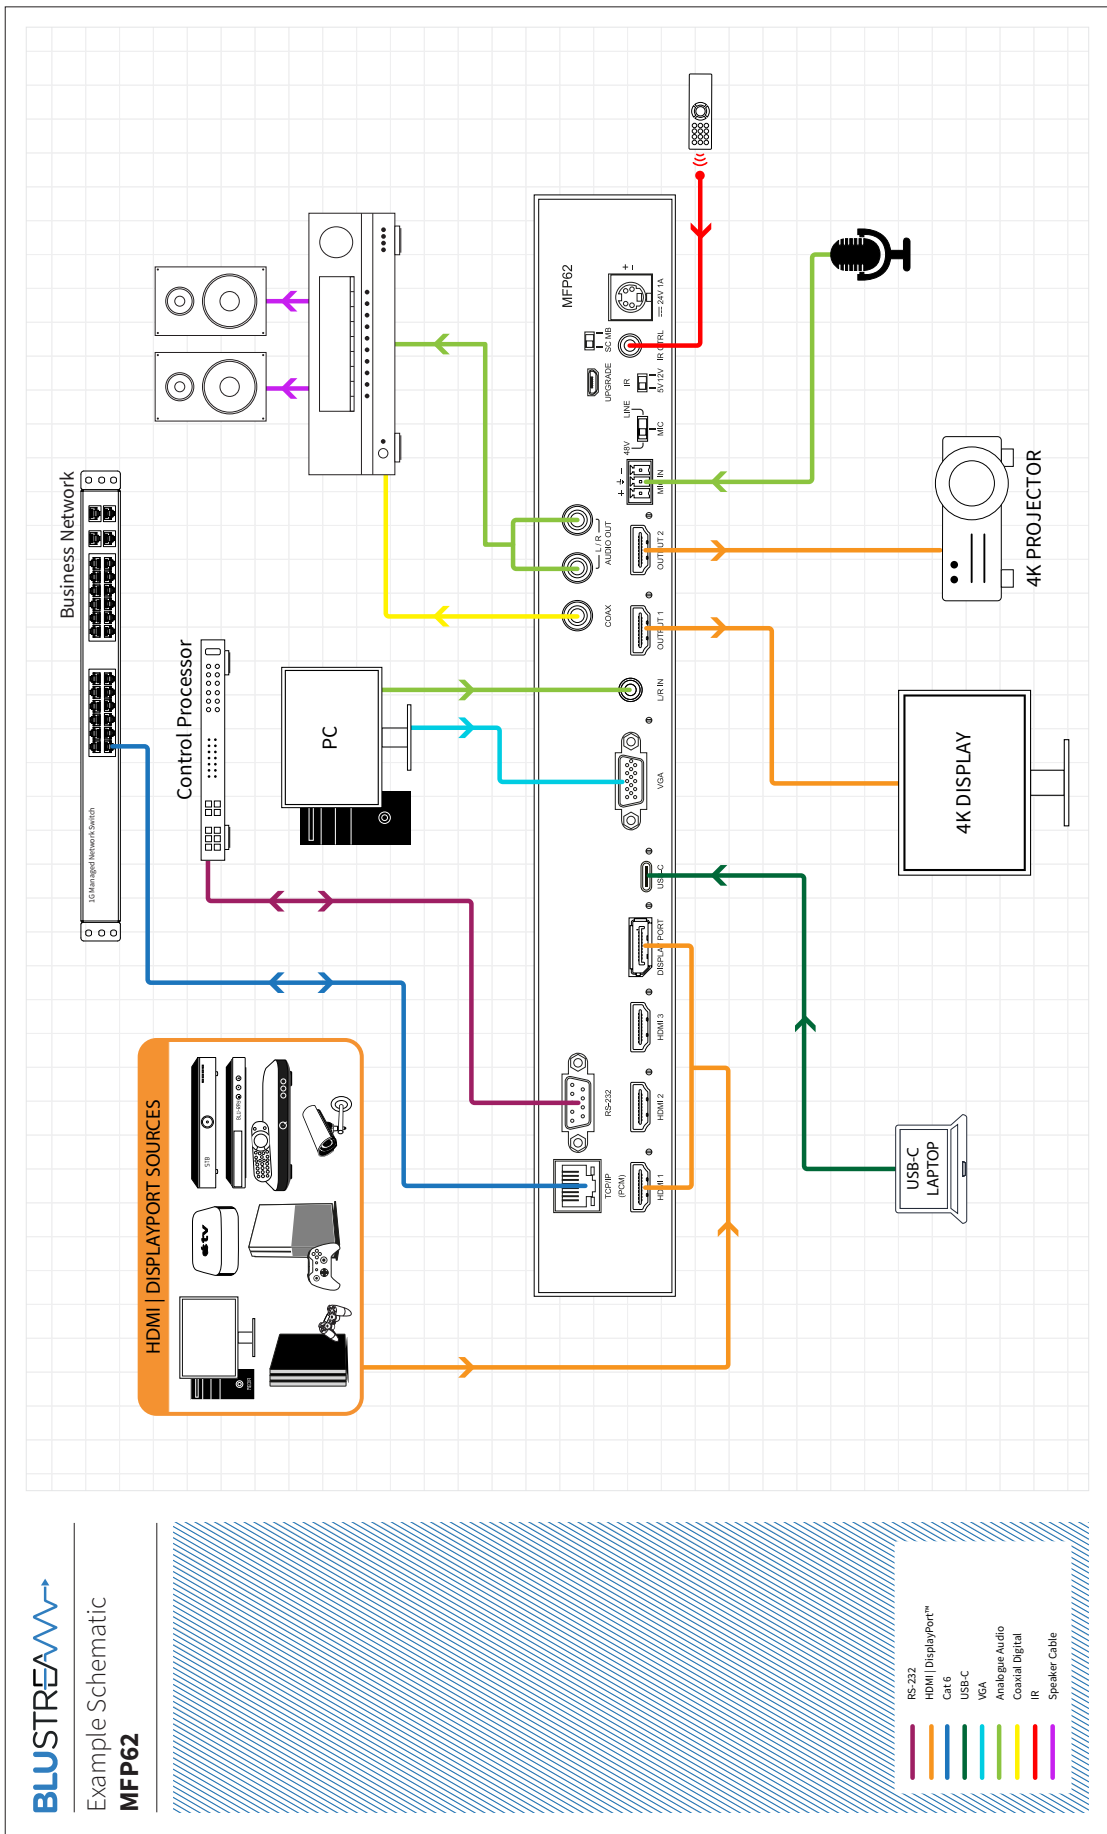 BLUSTREAM
Example Schematic
MFP62
RS-232
HDMI | DisplayPort™
Cat 6
USB-C
VGA
Analogue Audio
Coaxial Digital
IR
Speaker Cable
HDMI | DISPLAYPORT SOURCES
tv
STB
BLU-RAY
1G Managed Network Switch
Business Network
Control Processor
PC
MFP62
TCP/IP
RS-232
COAX
L / R
AUDIO OUT
UPGRADE
SC MB
(PCM)
HDMI 1
HDMI 2
HDMI 3
DISPLAYPORT
USB-C
VGA
L/R IN
OUTPUT 1
OUTPUT 2
+ -
MIC IN
48V
LINE
MIC
IR
5V 12V
IR CTRL
+ -
24V 1A
USB-C
LAPTOP
4K DISPLAY
4K PROJECTOR